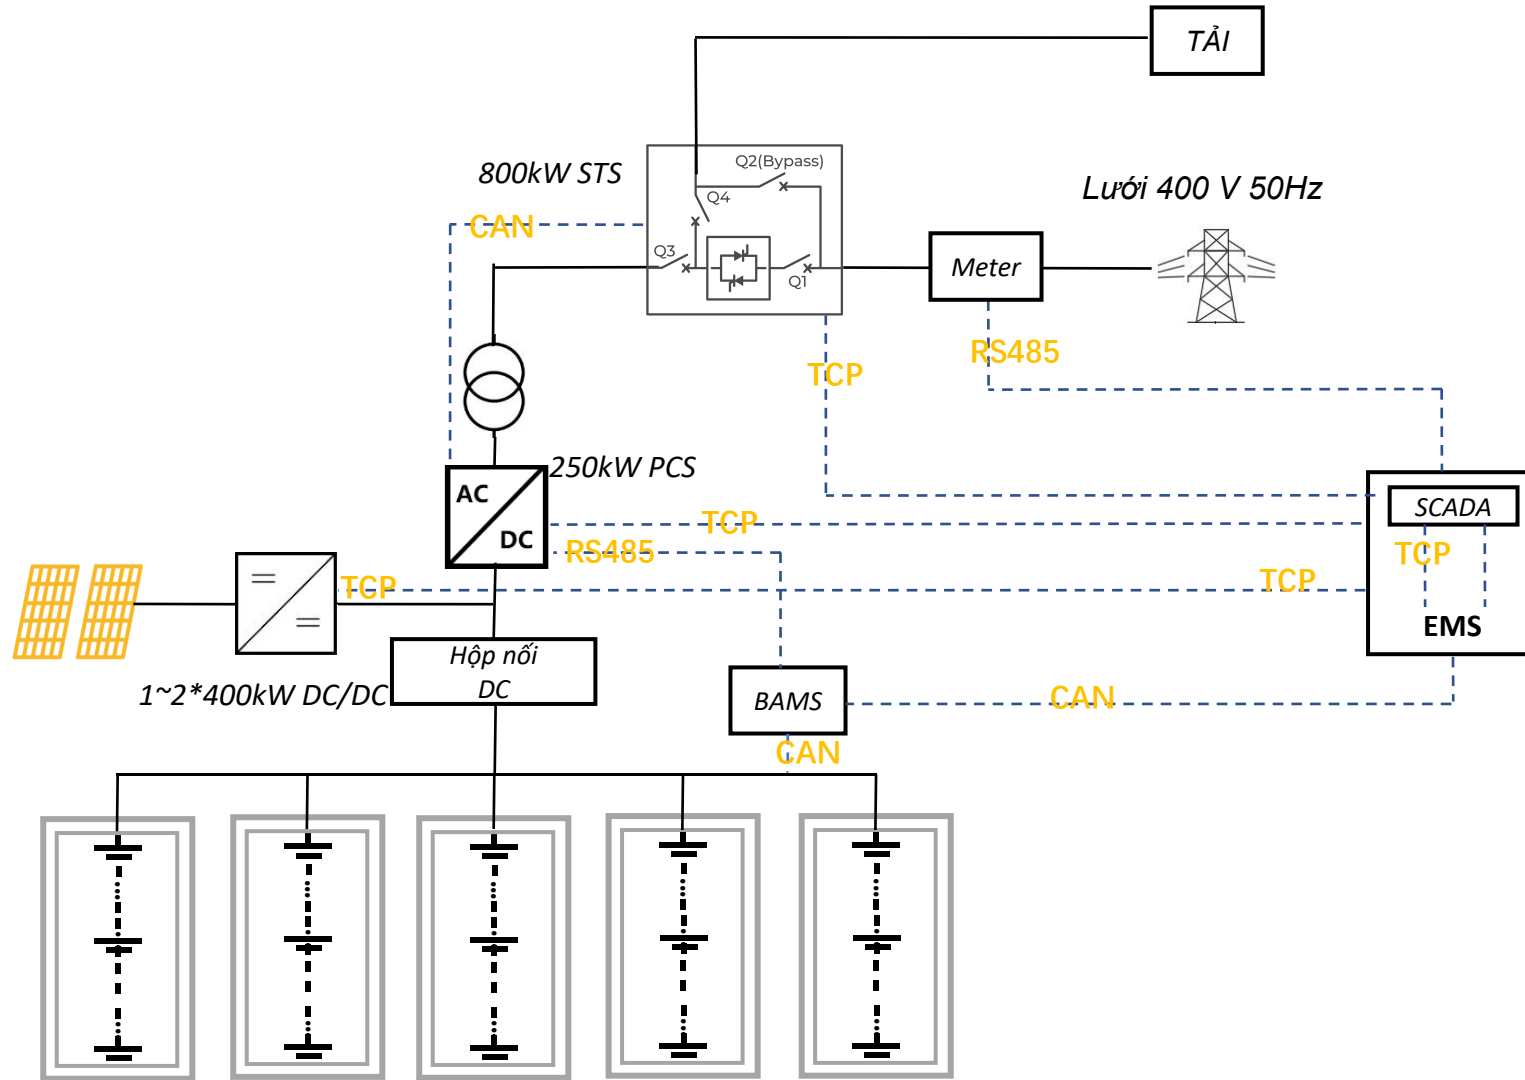 TẢI
Q2(Bypass)
800kW STS
Q4
Lưới 400 V 50Hz
CAN
Q3
Q1
Meter
RS485
TCP
250kW PCS
AC
DC
SCADA
TCP
RS485
TCP
TCP
TCP
EMS
Hộp nối
DC
1~2*400kW DC/DC
BAMS
CAN
CAN